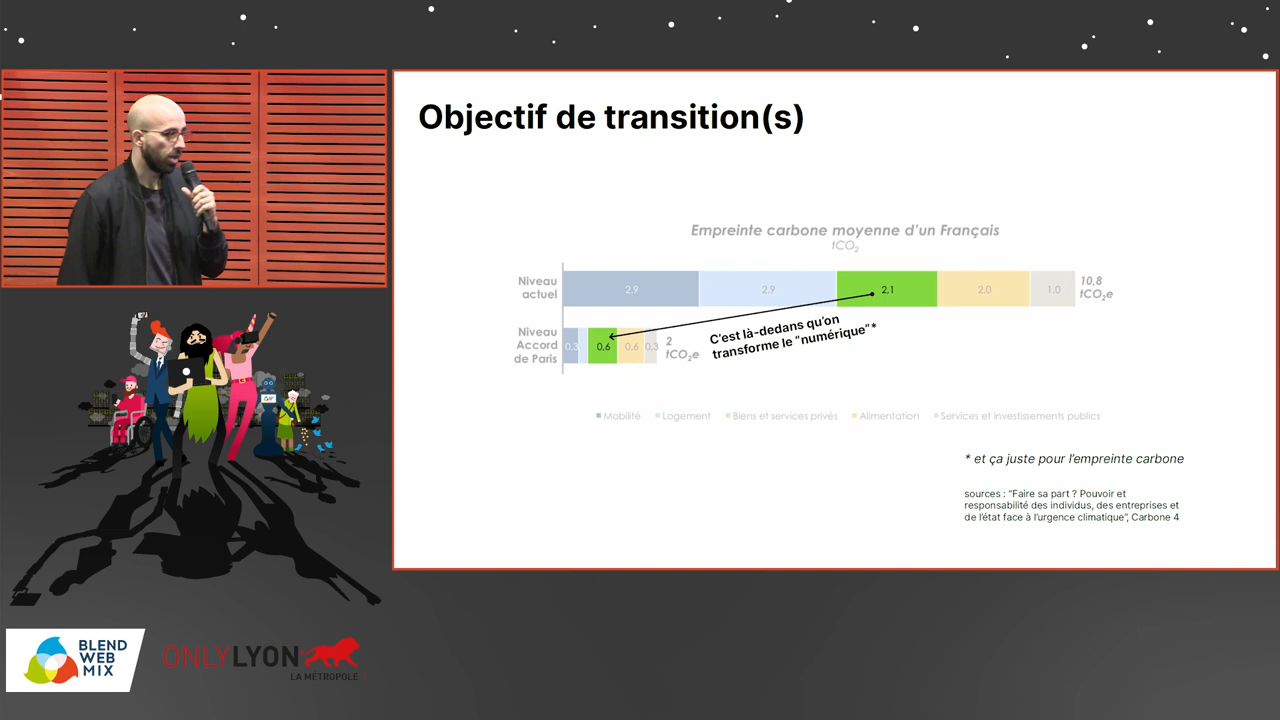 Objectif de transition(s)
Empreinte carbone moyenne d'un Français
tCO₂
Niveau
actuel
2.9
2.9
2.1
2.0
1.0
10,8
tCO₂e
C'est là-dedans qu'on
transforme le "numérique"*
Niveau
Accord
de Paris
0.3
0,6
0.6
0.3
2
tCO₂e
Mobilité
Logement
Biens et services privés
Alimentation
Services et investissements publics
* et ça juste pour l'empreinte carbone
sources : "Faire sa part ? Pouvoir et
responsabilité des individus, des entreprises et
de l'état face à l'urgence climatique", Carbone 4
BLEND
WEB
MIX
ONLYLYON
LA MÉTROPOLE